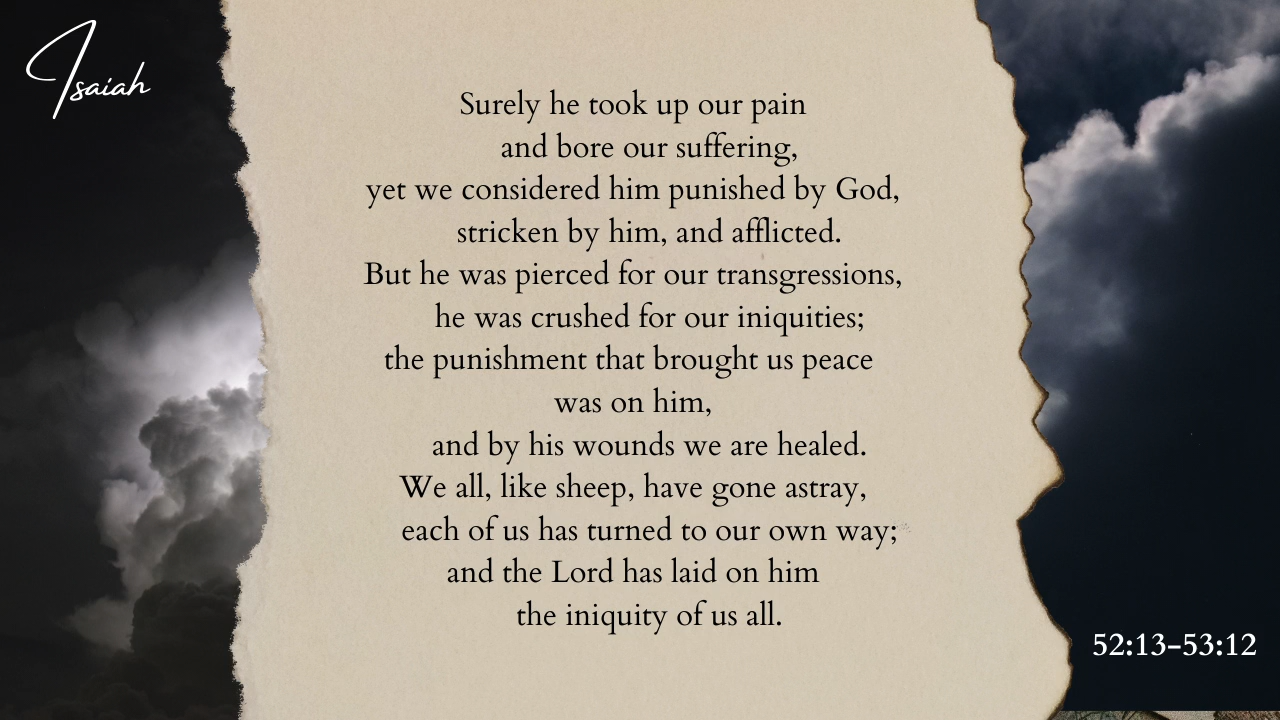 Isaiah
Surely he took up our pain
and bore our suffering,
yet we considered him punished by God,
stricken by him, and afflicted.
But he was pierced for our transgressions,
he was crushed for our iniquities;
the punishment that brought us peace
was on him,
and by his wounds we are healed.
We all, like sheep, have gone astray,
each of us has turned to our own way;
and the Lord has laid on him
the iniquity of us all.
52:13-53:12